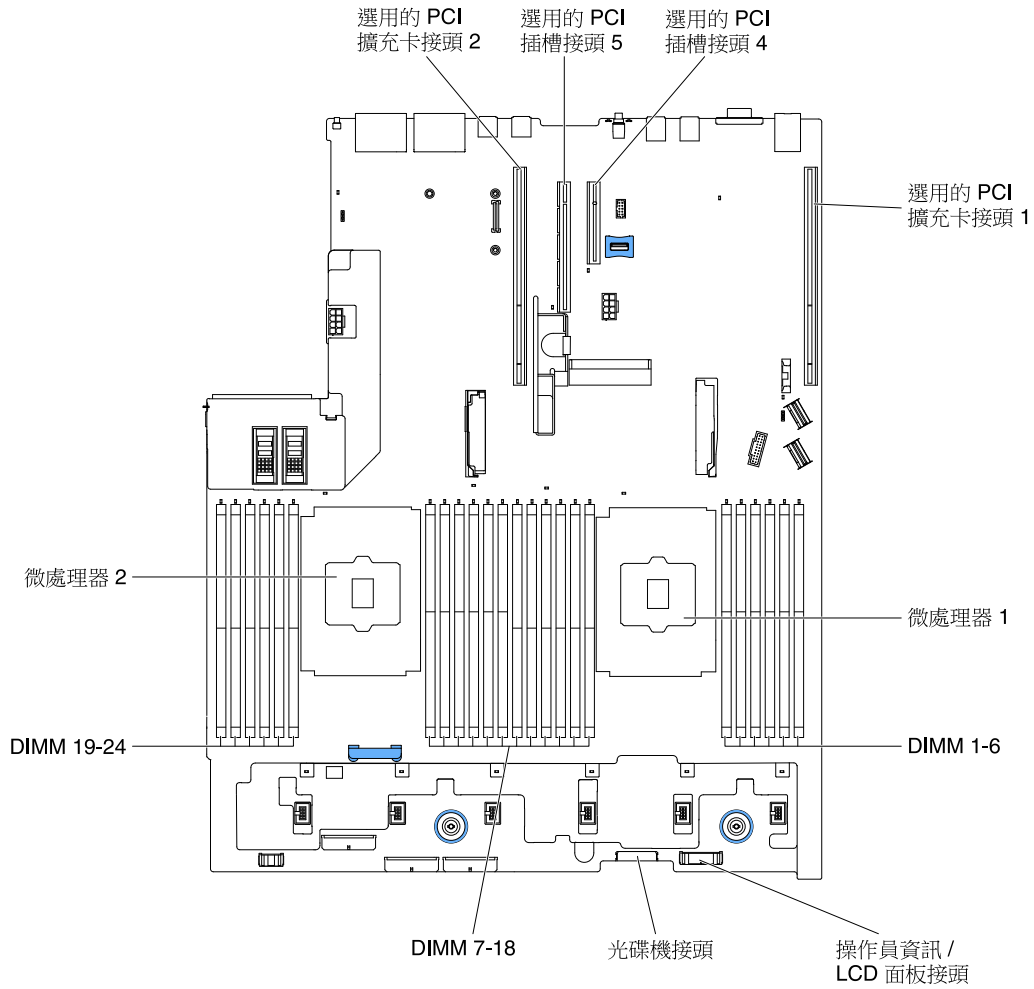 選用的 PCI
擴充卡接頭 2
選用的 PCI
插槽接頭 5
選用的 PCI
插槽接頭 4
選用的 PCI
擴充卡接頭 1
微處理器 2
微處理器 1
DIMM 19-24
DIMM 1-6
DIMM 7-18
光碟機接頭
操作員資訊 /
LCD 面板接頭